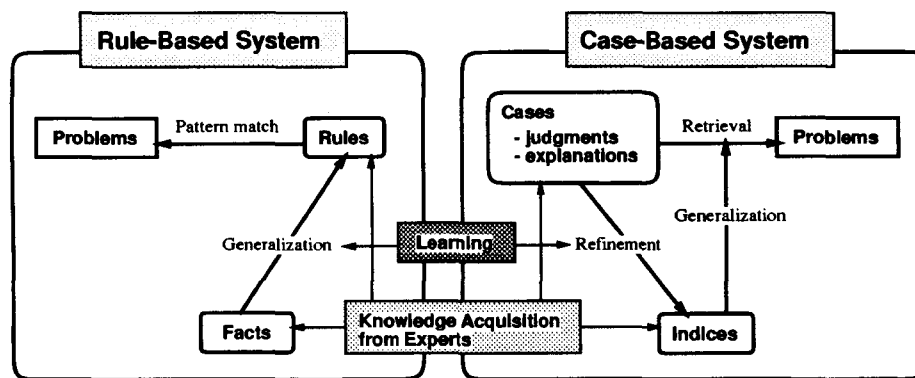 Rule-Based System
Case-Based System
Problems
Pattern match
Rules
Cases
- judgments
- explanations
Retrieval
Problems
Generalization
Learning
Refinement
Generalization
Facts
Knowledge Acquisition
from Experts
Indices